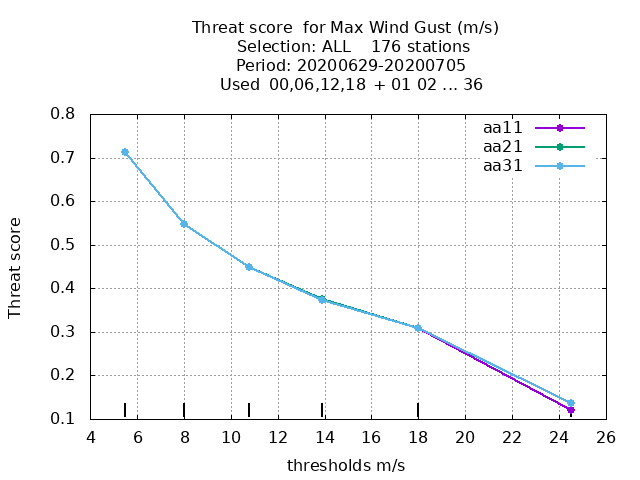 Threat score  for Max Wind Gust (m/s)
Selection: ALL    176 stations
Period: 20200629-20200705
Used  00,06,12,18  + 01 02 ... 36
0.8
0.7
0.6
0.5
0.4
0.3
0.2
0.1
Threat score
aa11
aa21
aa31
4 6 8 10 12 14 16 18 20 22 24 26
thresholds m/s